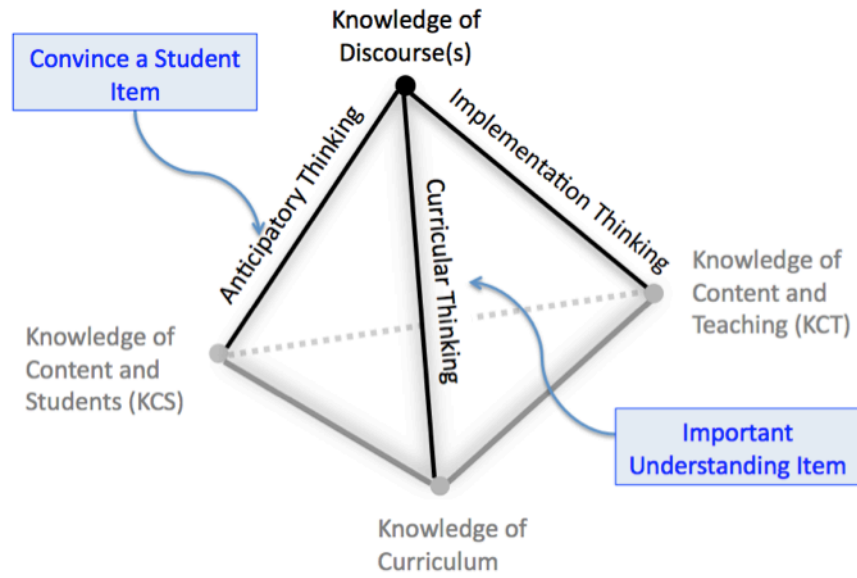 Knowledge of
Discourse(s)
Convince a Student
Item
Anticipatory Thinking
Curricular Thinking
Implementation Thinking
Knowledge of
Content and
Students (KCS)
Knowledge of
Content and
Teaching (KCT)
Important
Understanding Item
Knowledge of
Curriculum